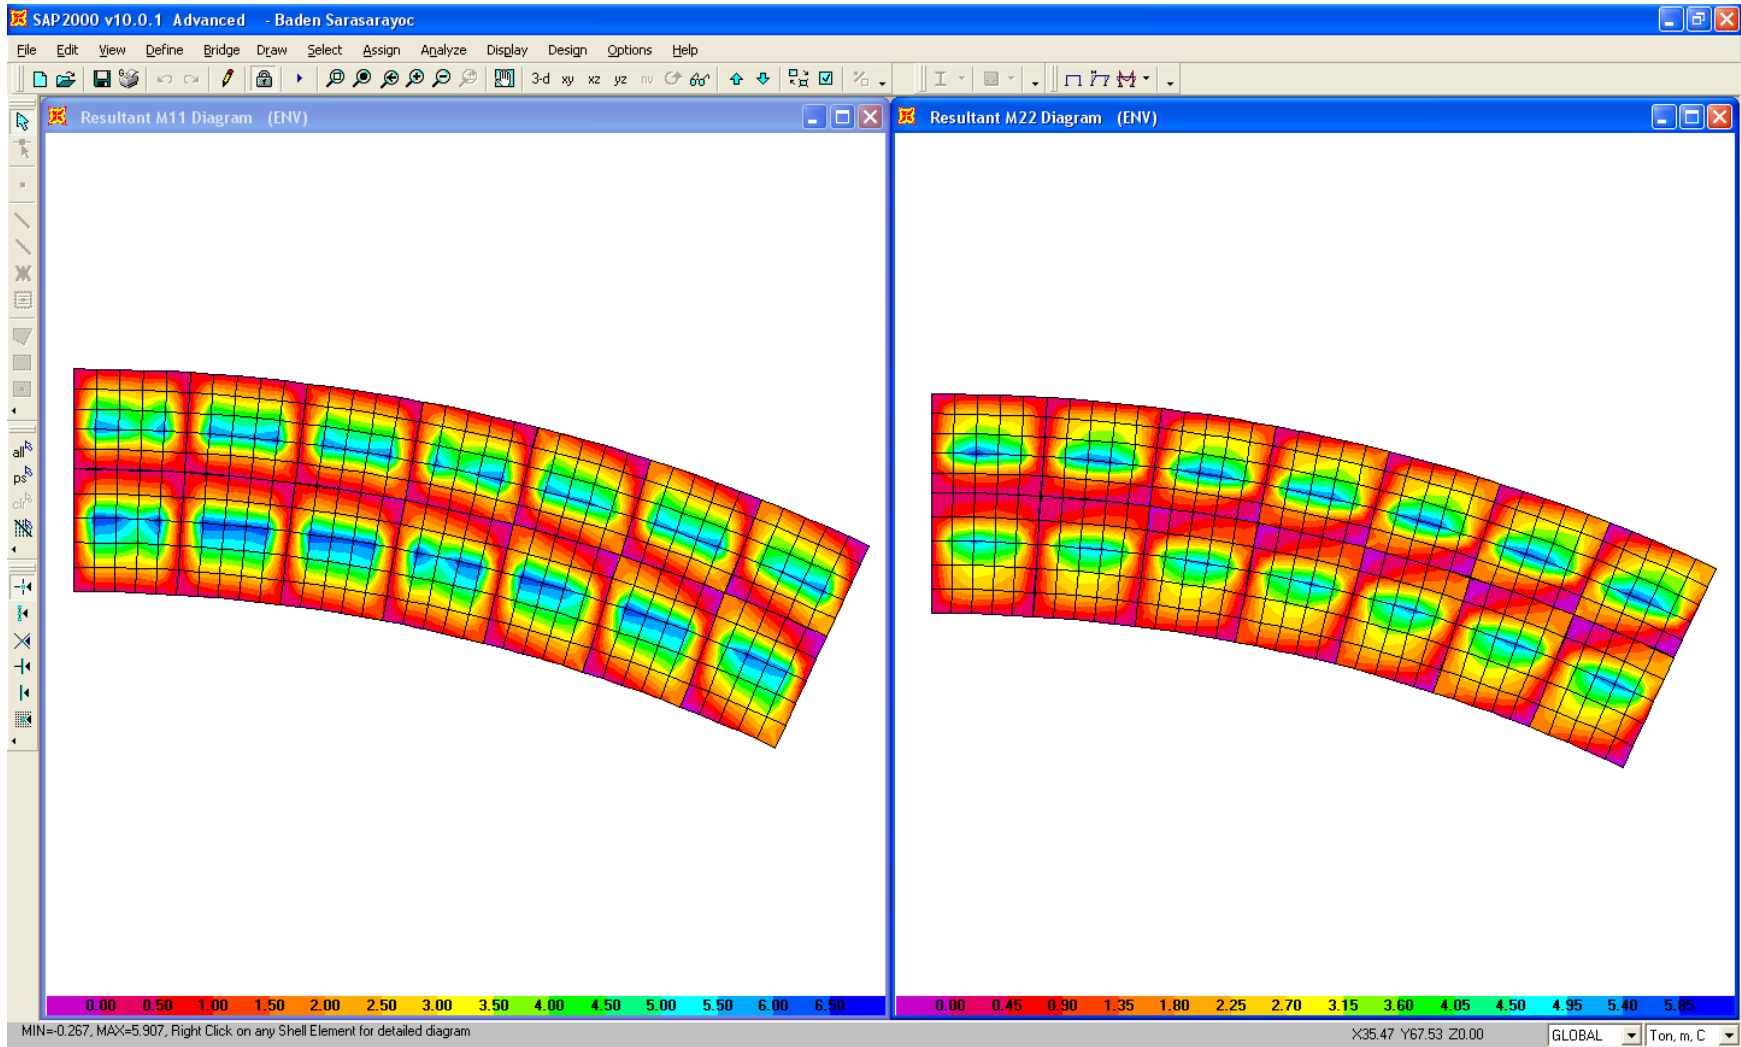 SAP2000 v10.0.1 Advanced - Baden Sarasarayoc
File Edit View Define Bridge Draw Select Assign Analyze Display Design Options Help
3-d xy xz yz nv
Resultant M11 Diagram (ENV)
Resultant M22 Diagram (ENV)
all
ps
clr
0.00 0.50 1.00 1.50 2.00 2.50 3.00 3.50 4.00 4.50 5.00 5.50 6.00 6.50
0.00 0.45 0.90 1.35 1.80 2.25 2.70 3.15 3.60 4.05 4.50 4.95 5.40 5.85
MIN=-0.267, MAX=5.907, Right Click on any Shell Element for detailed diagram
X35.47 Y67.53 Z0.00
GLOBAL
Ton, m, C